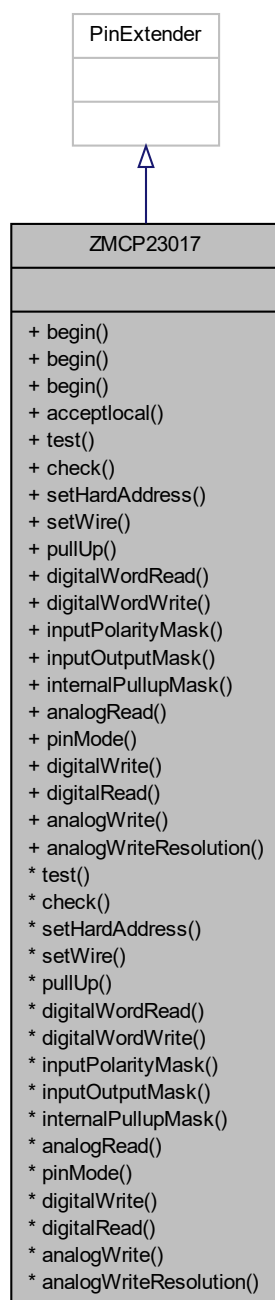 PinExtender
ZMCP23017
+ begin()
+ begin()
+ begin()
+ acceptlocal()
+ test()
+ check()
+ setHardAddress()
+ setWire()
+ pullUp()
+ digitalWordRead()
+ digitalWordWrite()
+ inputPolarityMask()
+ inputOutputMask()
+ internalPullupMask()
+ analogRead()
+ pinMode()
+ digitalWrite()
+ digitalRead()
+ analogWrite()
+ analogWriteResolution()
* test()
* check()
* setHardAddress()
* setWire()
* pullUp()
* digitalWordRead()
* digitalWordWrite()
* inputPolarityMask()
* inputOutputMask()
* internalPullupMask()
* analogRead()
* pinMode()
* digitalWrite()
* digitalRead()
* analogWrite()
* analogWriteResolution()